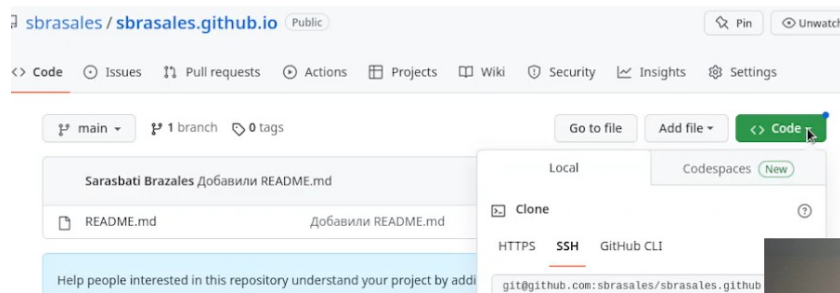 sbrasales / sbrasales.github.io Public Pin Unwatch
<> Code Issues Pull requests Actions Projects Wiki Security Insights Settings
main 1 branch 0 tags Go to file Add file <> Code
Local Codespaces New
Sarasbati Brazales Добавили README.md
Clone
README.md Добавили README.md
HTTPS SSH GitHub CLI
Help people interested in this repository understand your project by addi
git@github.com:sbrasales/sbrasales.github